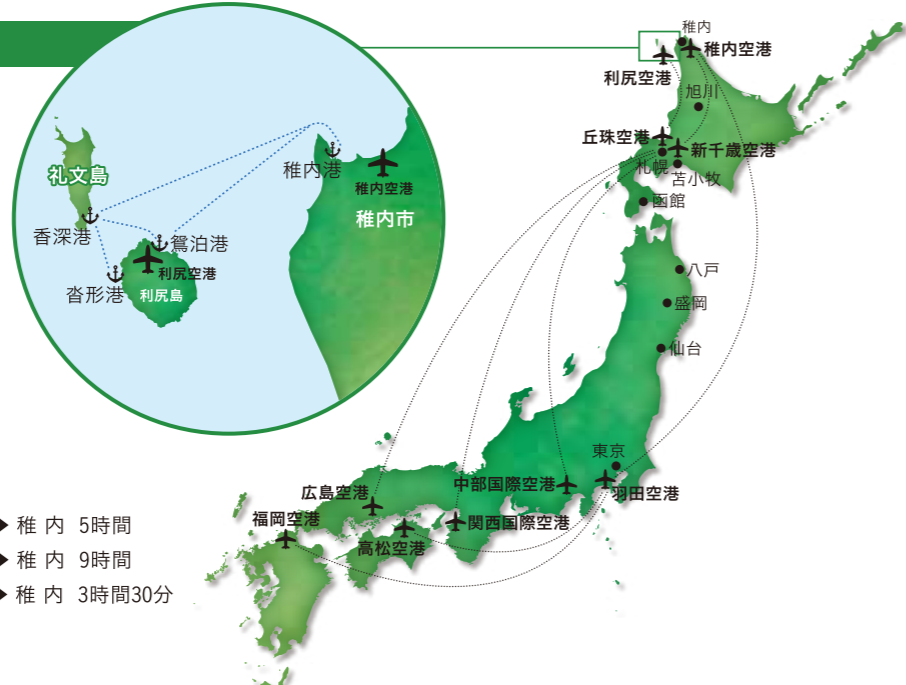 稚内
稚内空港
利尻空港
旭川
丘珠空港
新千歳空港
札幌
苫小牧
函館
稚内港
稚内空港
礼文島
稚内市
香深港
鴛泊港
利尻空港
沓形港
利尻島
八戸
盛岡
仙台
東京
中部国際空港
羽田空港
広島空港
福岡空港
関西国際空港
高松空港
▶ 稚 内 5時間
▶ 稚 内 9時間
▶ 稚 内 3時間30分